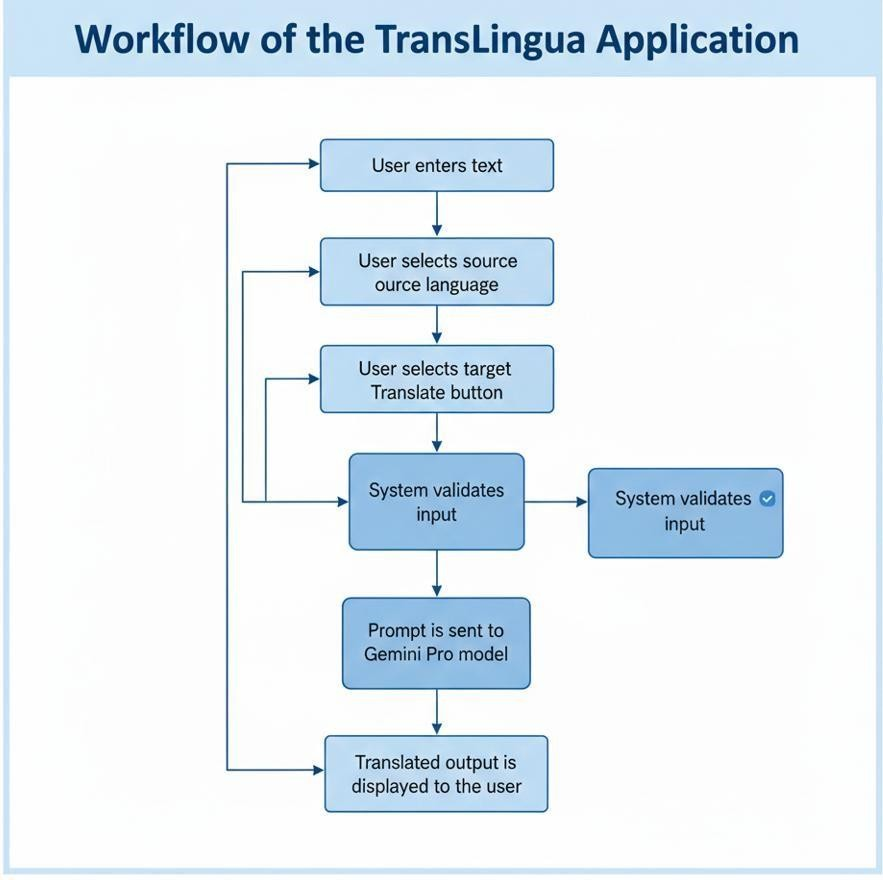 Workflow of the TransLingua Application
User enters text
User selects source
ource language
User selects target
Translate button
System validates
input
System validates
input
Prompt is sent to
Gemini Pro model
Translated output is
displayed to the user